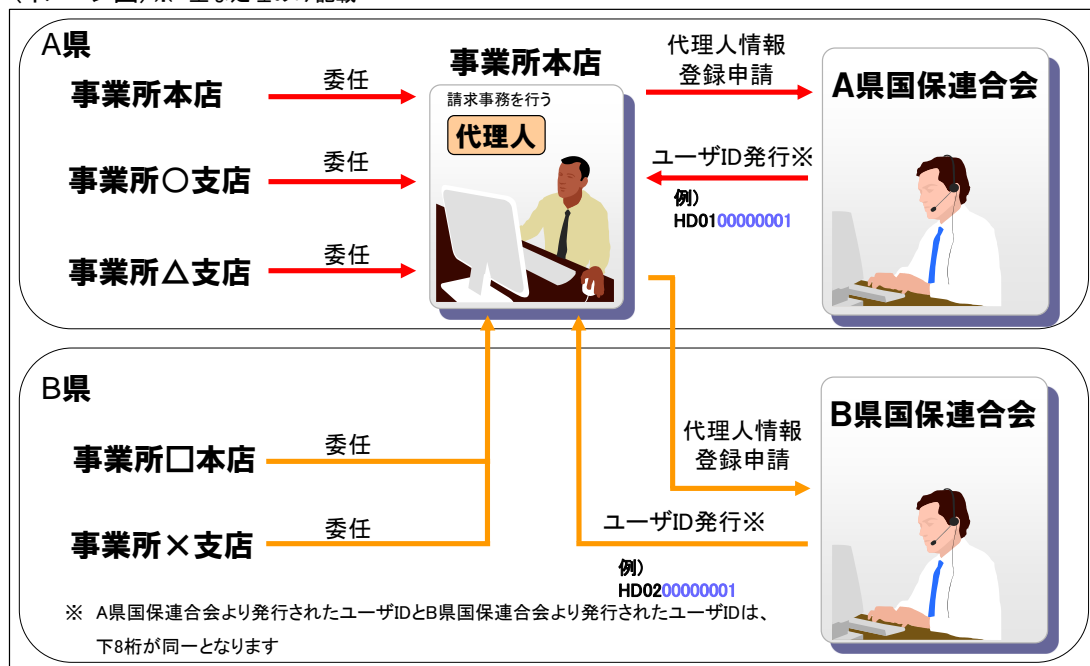 A県
事業所本店
委任
事業所○支店
委任
事業所△支店
委任
事業所本店
請求事務を行う
代理人
代理人情報
登録申請
ユーザID発行※
例）
HD0100000001
A県国保連合会
B県
事業所□本店
委任
事業所×支店
委任
代理人情報
登録申請
ユーザID発行※
例）
HD0200000001
B県国保連合会
※ A県国保連合会より発行されたユーザIDとB県国保連合会より発行されたユーザIDは、
下8桁が同一となります